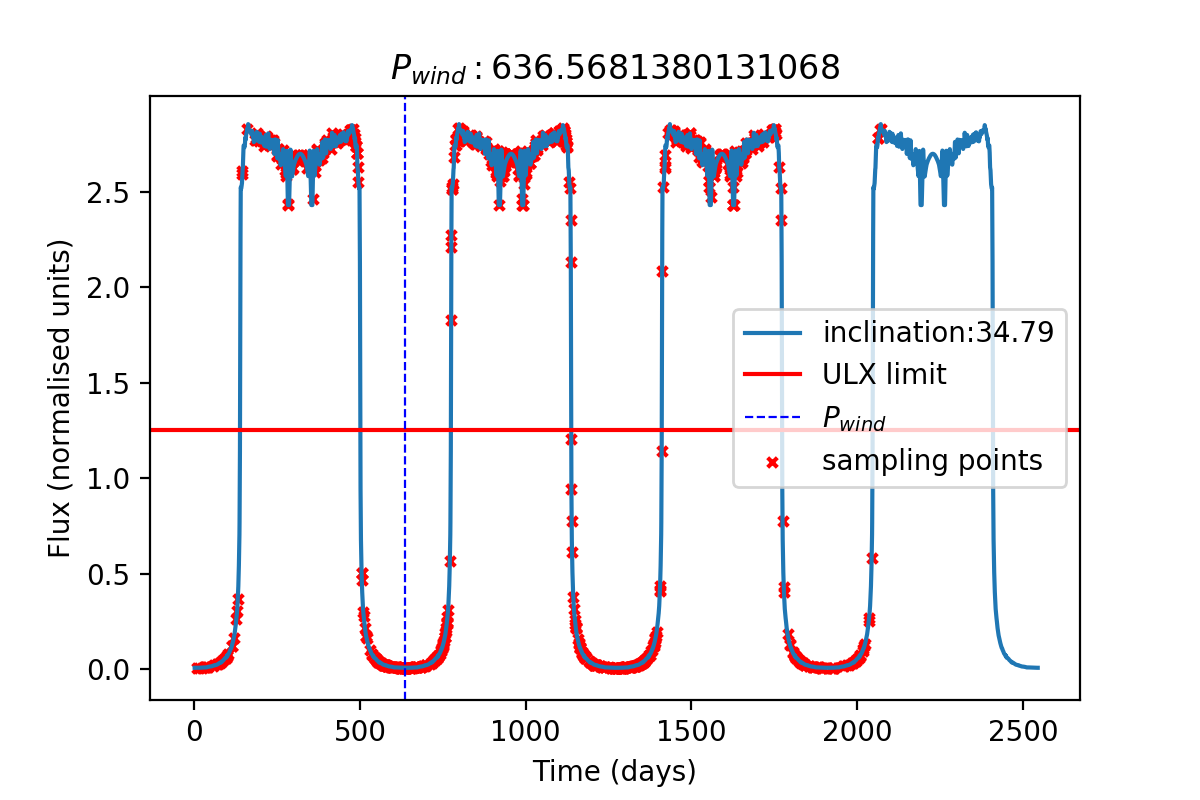 P_wind : 636.5681380131068
Flux (normalised units)
2.5
2.0
1.5
1.0
0.5
0.0
inclination:34.79
ULX limit
P_wind
sampling points
0 500 1000 1500 2000 2500
Time (days)